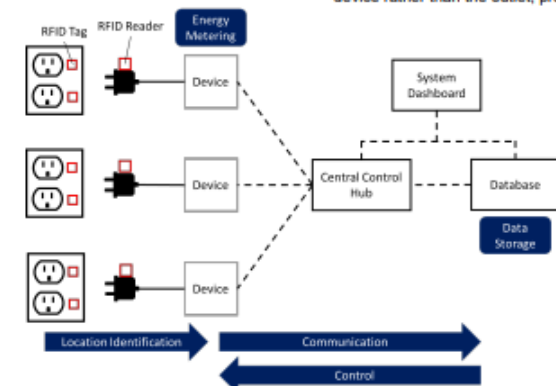 device rather than the outlet,
RFID Tag
RFID Reader
Energy
Metering
Device
System
Dashboard
Device
Central Control
Hub
Database
Data
Storage
Device
Location Identification
Communication
Control